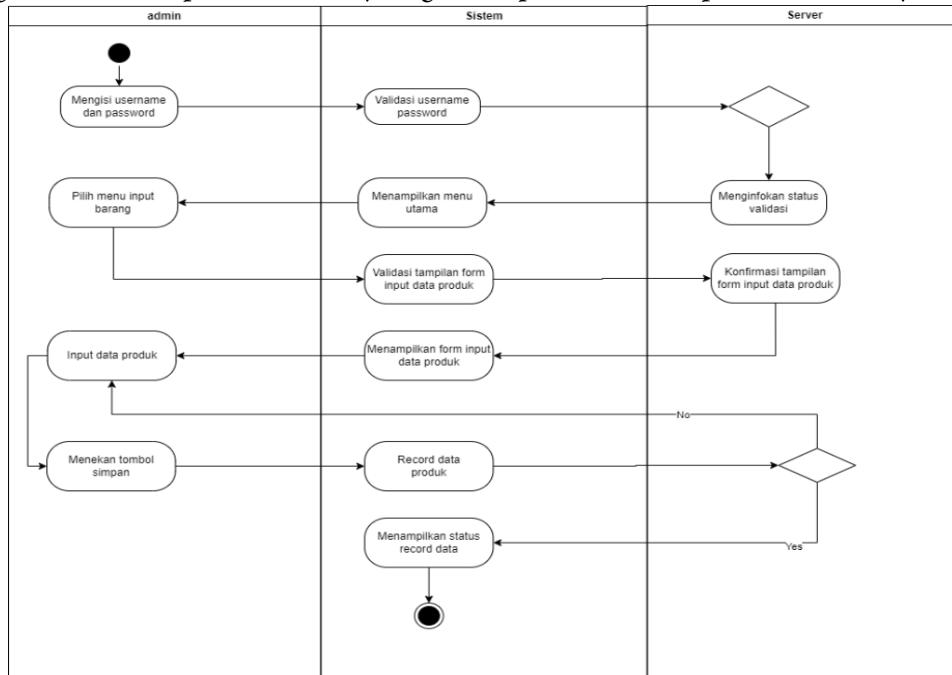 admin
Sistem
Server
Mengisi username
dan password
Validasi username
password
Pilih menu input
barang
Menampilkan menu
utama
Menginfokan status
validasi
Validasi tampilan form
input data produk
Konfirmasi tampilan
form input data produk
Input data produk
Menampilkan form input
data produk
No
Menekan tombol
simpan
Record data
produk
Menampilkan status
record data
Yes